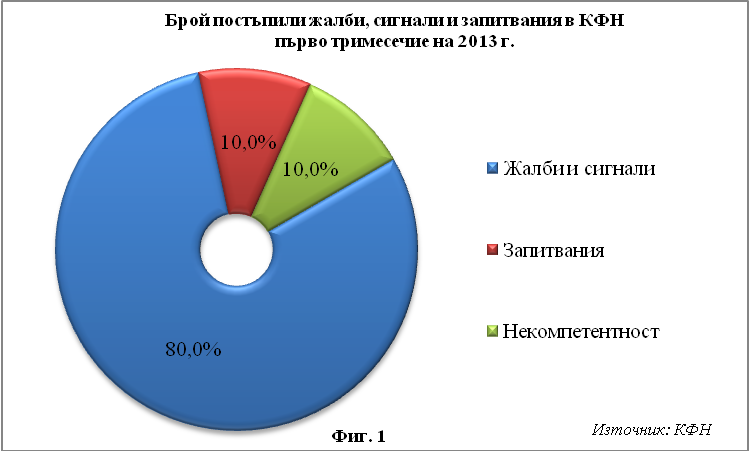 Брой постъпили жалби, сигнали и запитвания в КФН
първо тримесечие на 2013 г.
10,0%
10,0%
80,0%
Жалби и сигнали
Запитвания
Некомпетентност
Фиг. 1
Източник: КФН